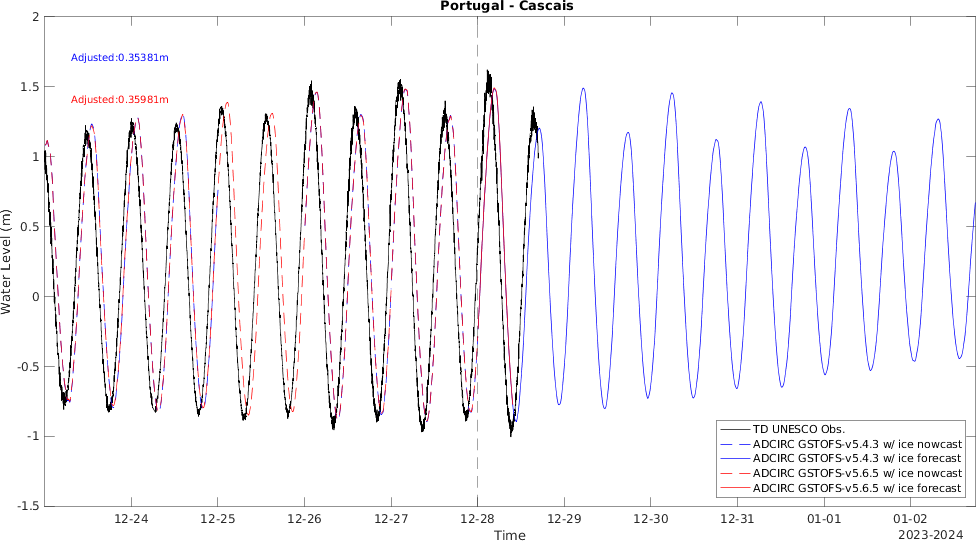 Portugal - Cascais
Adjusted:0.35381m
Adjusted:0.35981m
2
1.5
1
0.5
0
-0.5
-1
-1.5
Water Level (m)
12-24
12-25
12-26
12-27
12-28
12-29
12-30
12-31
01-01
01-02
Time
2023-2024
TD UNESCO Obs.
ADCIRC GSTOFS-v5.4.3 w/ ice nowcast
ADCIRC GSTOFS-v5.4.3 w/ ice forecast
ADCIRC GSTOFS-v5.6.5 w/ ice nowcast
ADCIRC GSTOFS-v5.6.5 w/ ice forecast